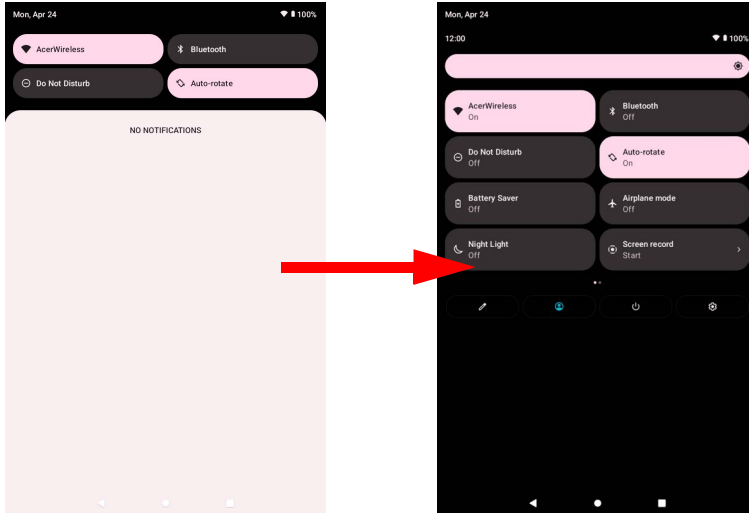 Mon, Apr 24 100%
AcerWireless Bluetooth
Do Not Disturb Auto-rotate
NO NOTIFICATIONS
Mon, Apr 24
12:00 100%
AcerWireless Bluetooth
On Off
Do Not Disturb Auto-rotate
Off On
Battery Saver Airplane mode
Off Off
Night Light Screen record
Off Start